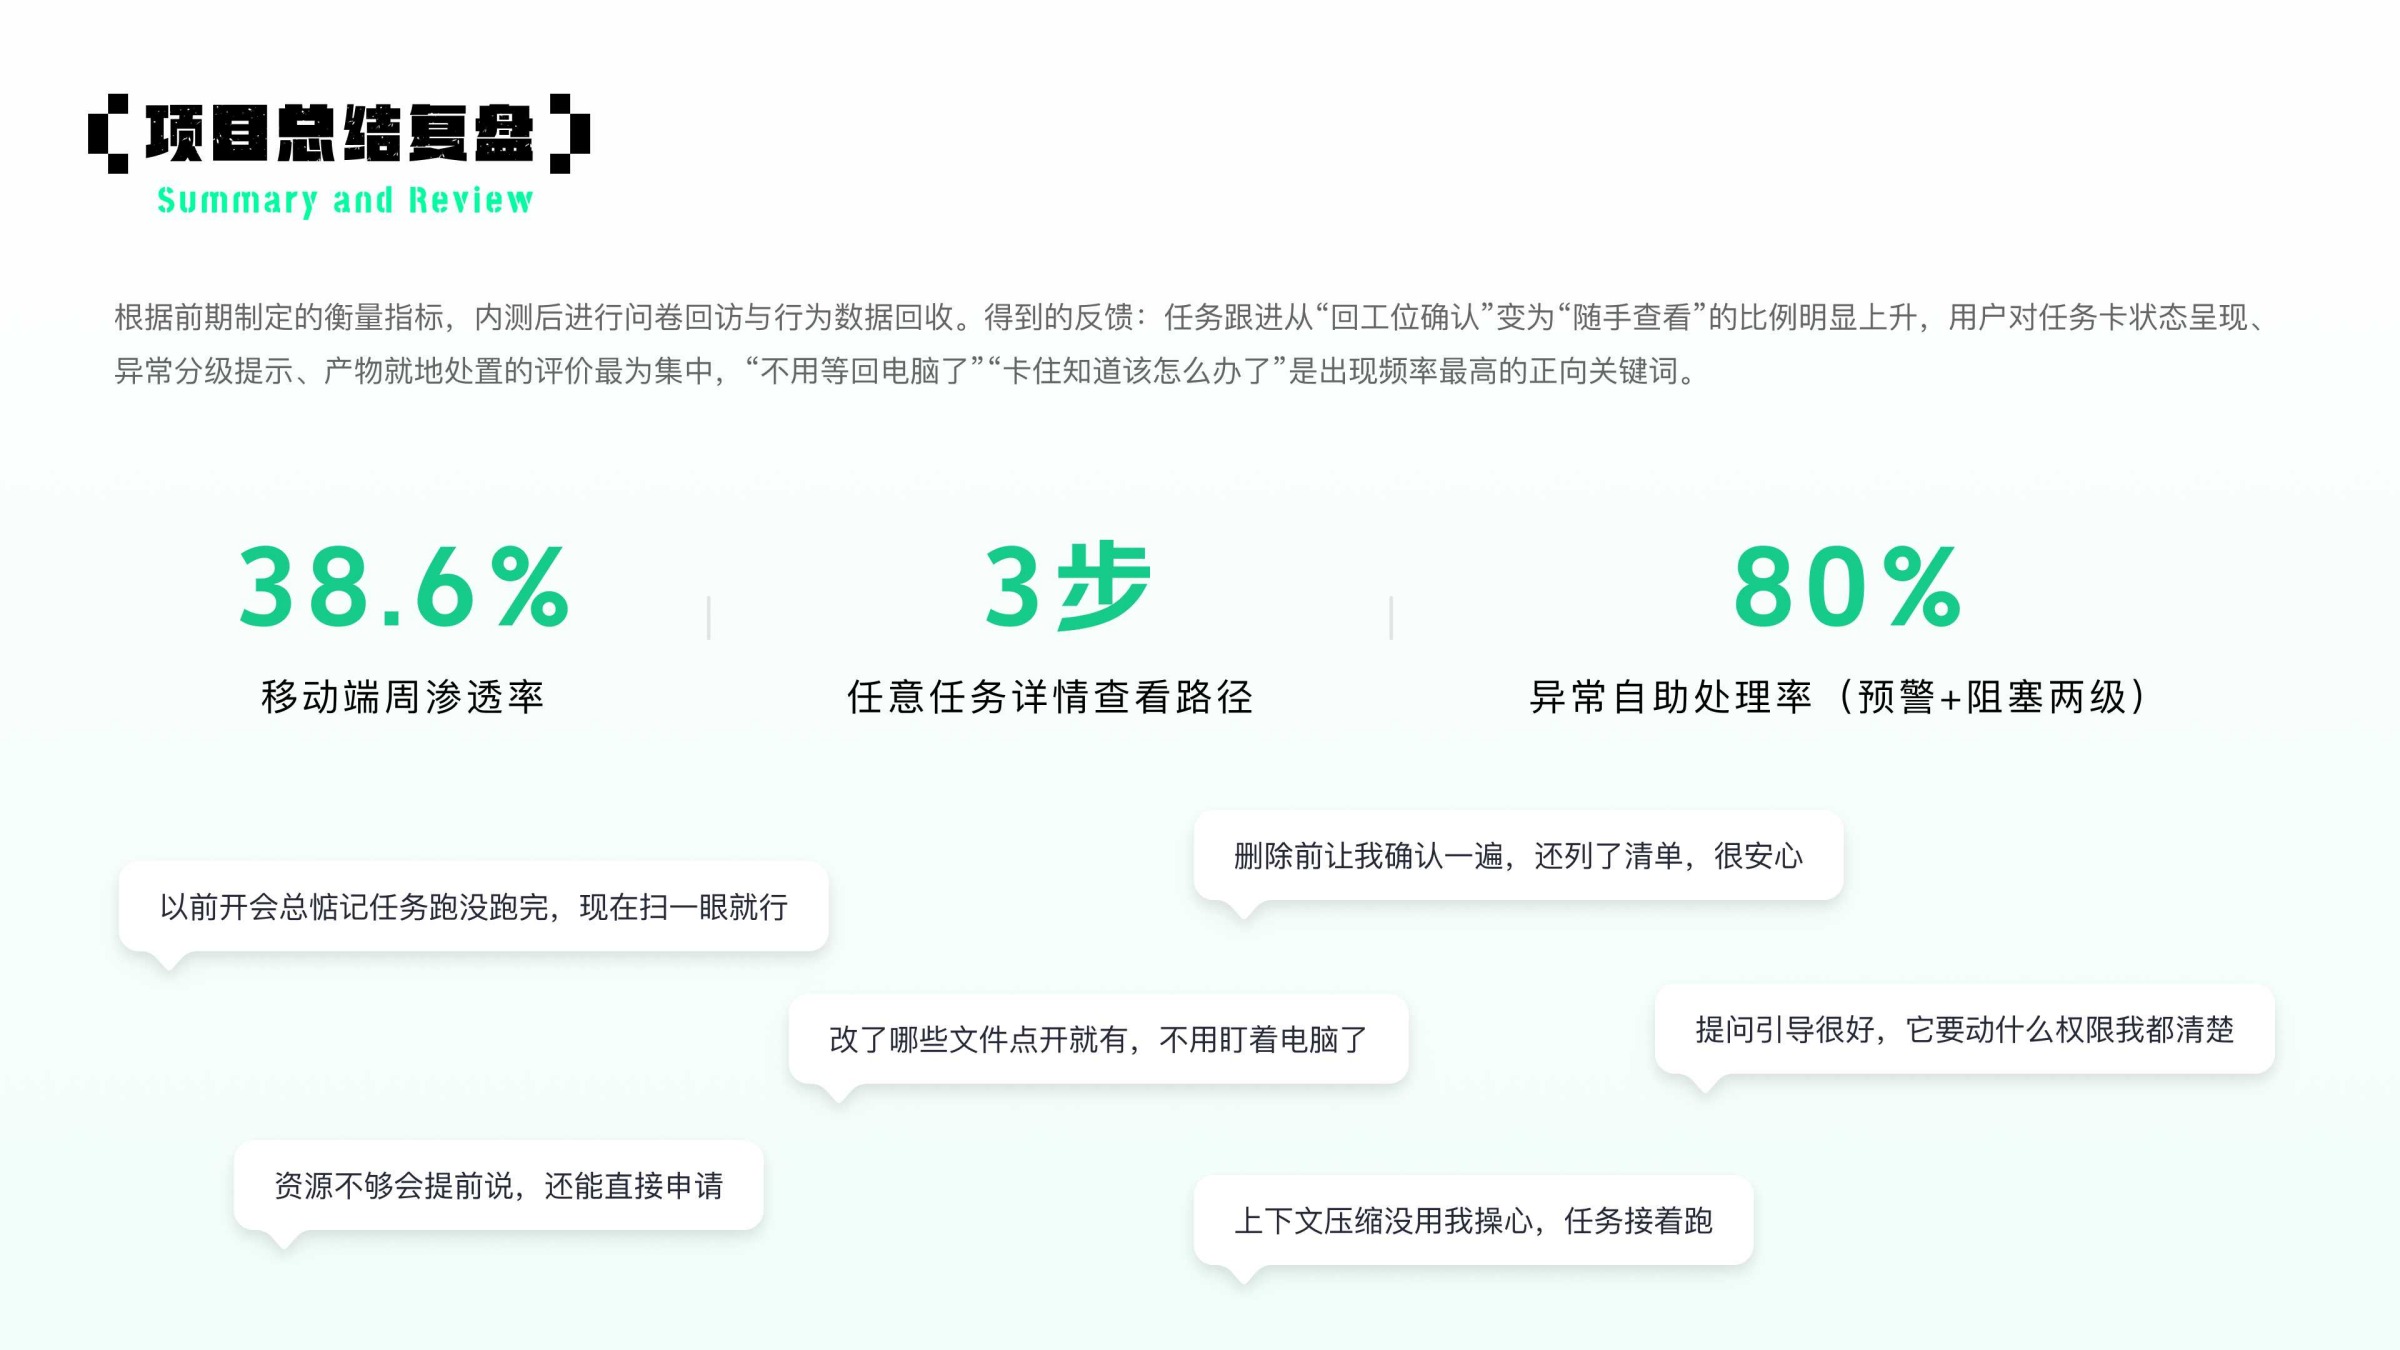 项目总结复盘
Summary and Review
根据前期制定的衡量指标，内测后进行问卷回访与行为数据回收。得到的反馈：任务跟进从“回工位确认”变为“随手查看”的比例明显上升，用户对任务卡状态呈现、
异常分级提示、产物就地处置的评价最为集中，“不用等回电脑了”“卡住知道该怎么办了”是出现频率最高的正向关键词。
38.6%
3步
80%
移动端周渗透率
任意任务详情查看路径
异常自助处理率（预警+阻塞两级）
删除前让我确认一遍，还列了清单，很安心
以前开会总惦记任务跑没跑完，现在扫一眼就行
提问引导很好，它要动什么权限我都清楚
改了哪些文件点开就有，不用盯着电脑了
资源不够会提前说，还能直接申请
上下文压缩没用我操心，任务接着跑